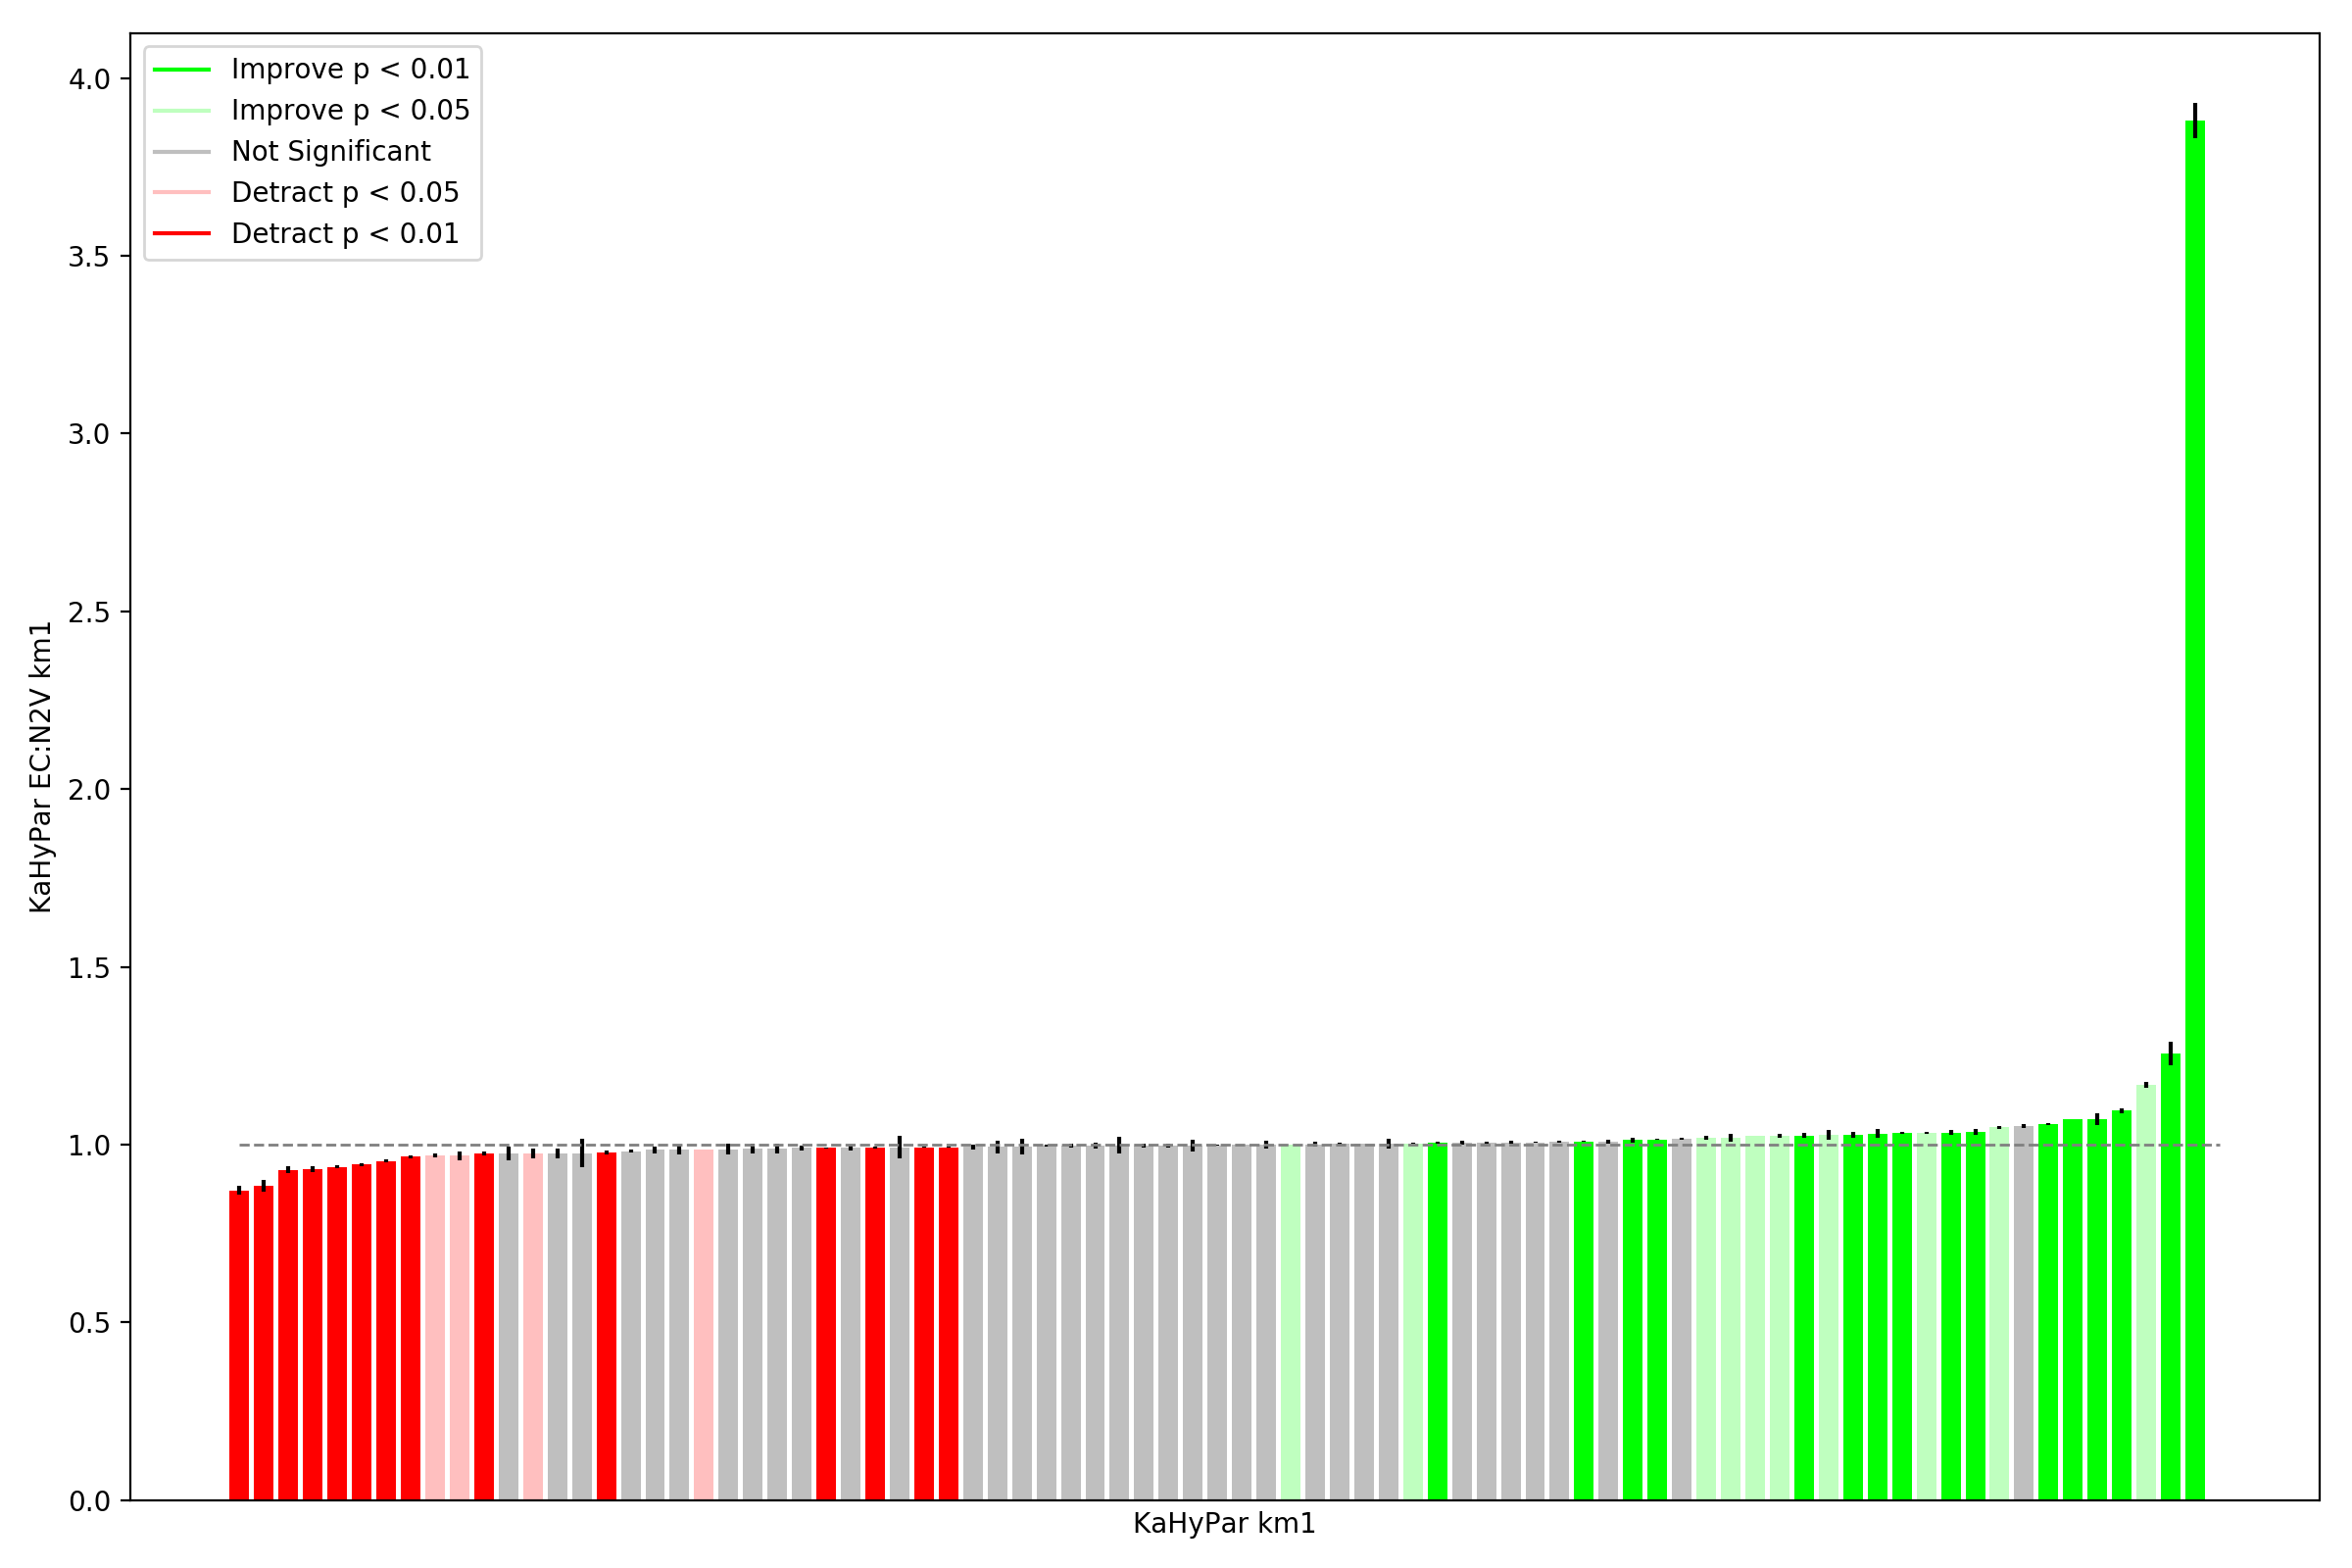 Improve p < 0.01
Improve p < 0.05
Not Significant
Detract p < 0.05
Detract p < 0.01
4.0
3.5
3.0
2.5
2.0
1.5
1.0
0.5
0.0
KaHyPar EC:N2V km1
KaHyPar km1